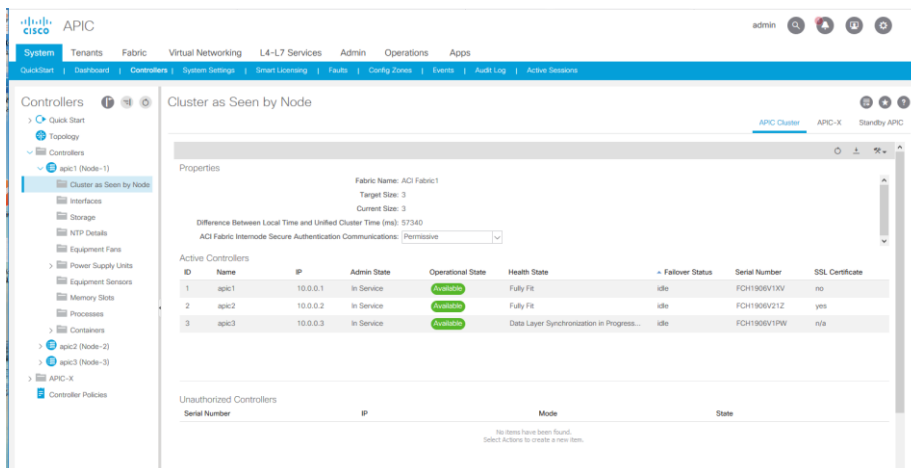 cisco APIC admin
System Tenants Fabric Virtual Networking L4-L7 Services Admin Operations Apps
QuickStart | Dashboard | Controllers | System Settings | Smart Licensing | Faults | Config Zones | Events | Audit Log | Active Sessions
Controllers
Quick Start
Topology
Controllers
apic1 (Node-1)
Cluster as Seen by Node
Interfaces
Storage
NTP Details
Equipment Fans
Power Supply Units
Equipment Sensors
Memory Slots
Processes
Containers
apic2 (Node-2)
apic3 (Node-3)
APIC-X
Controller Policies
Cluster as Seen by Node
APIC Cluster APIC-X Standby APIC
Properties
Fabric Name: ACI Fabric1
Target Size: 3
Current Size: 3
Difference Between Local Time and Unified Cluster Time (ms): 57340
ACI Fabric Internode Secure Authentication Communications: Permissive
Active Controllers
ID Name IP Admin State Operational State Health State Failover Status Serial Number SSL Certificate
1 apic1 10.0.0.1 In Service Available Fully Fit idle FCH1906V1XV no
2 apic2 10.0.0.2 In Service Available Fully Fit idle FCH1906V21Z yes
3 apic3 10.0.0.3 In Service Available Data Layer Synchronization in Progress... idle FCH1906V1PW n/a
Unauthorized Controllers
Serial Number IP Mode State
No items have been found.
Select Actions to create a new item.